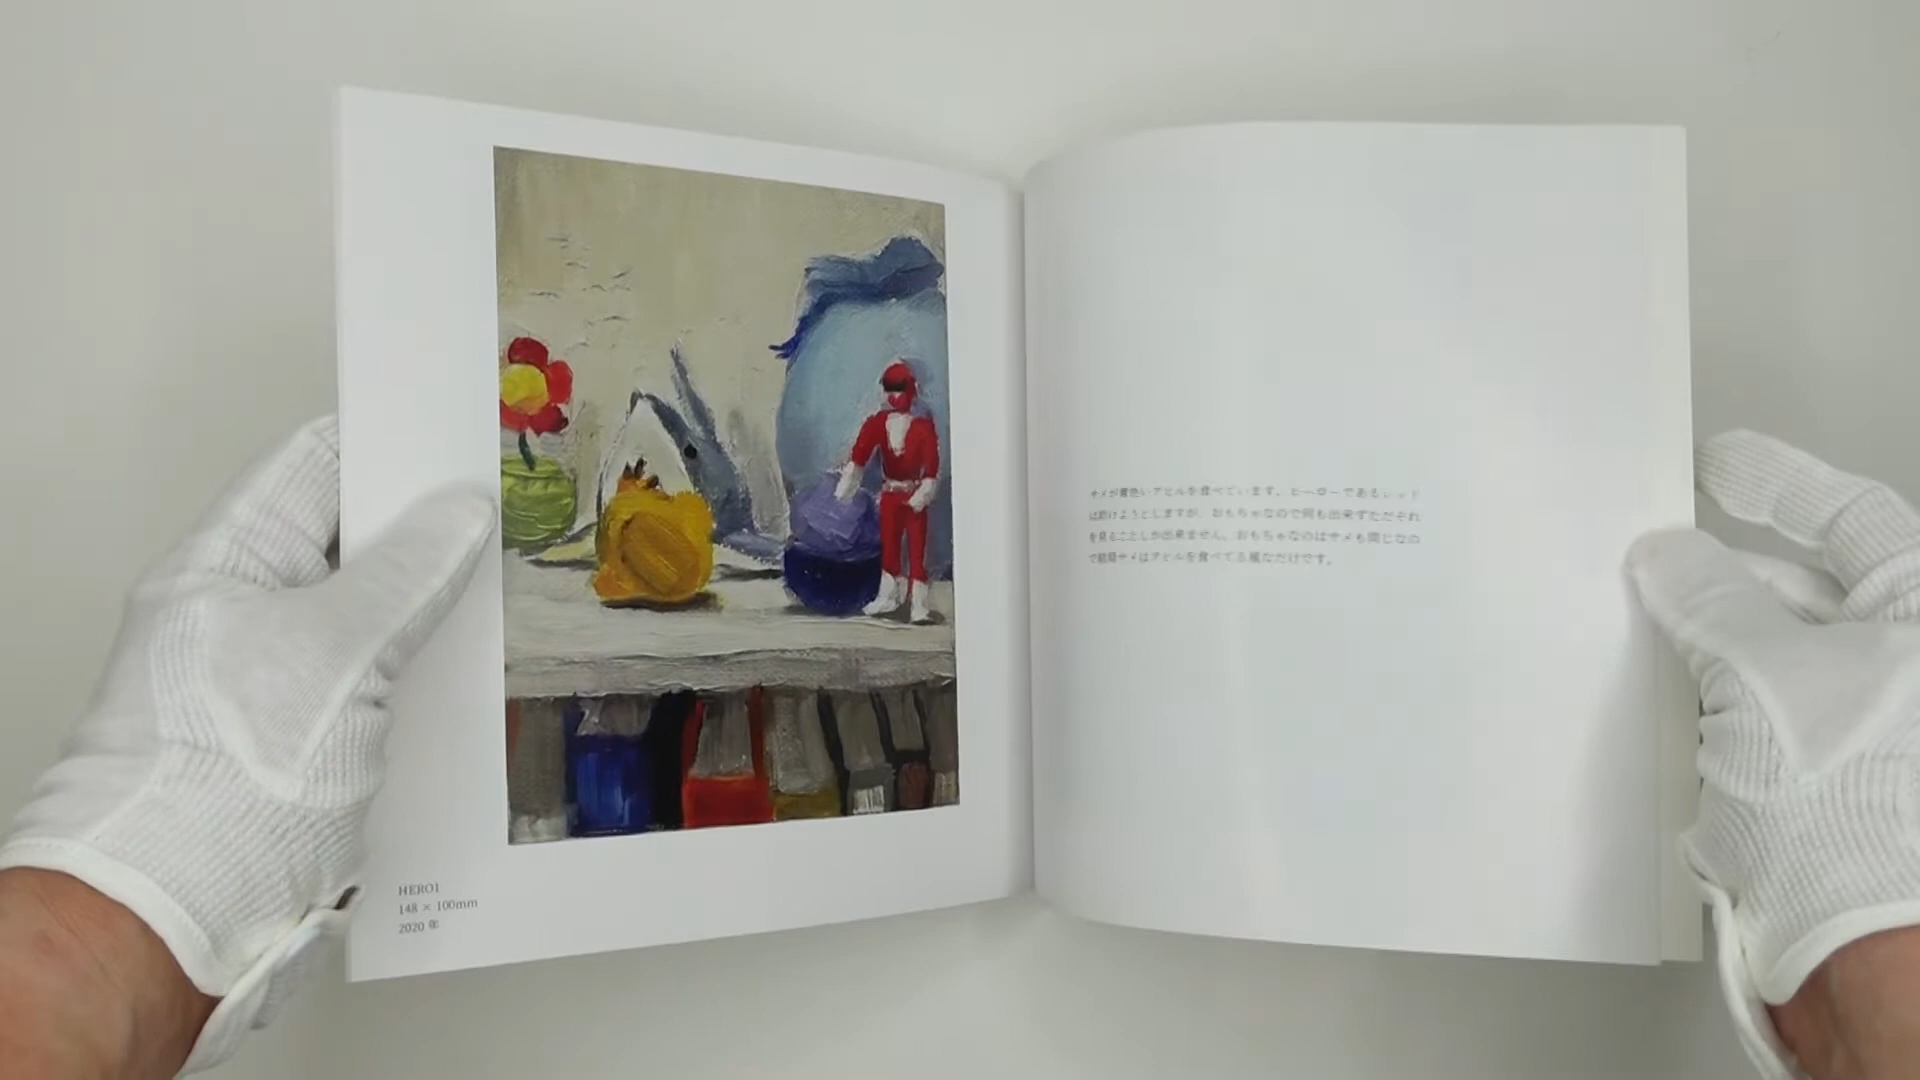 HERO1
148 × 100mm
2020 年
サメが黄色いアヒルを食べています。ヒーローであるレッド
は助けようとしますが、おもちゃなので何も出来ずただそれ
を見ることしか出来ません。おもちゃなのはサメも同じなの
で結局サメはアヒルを食べてる風なだけです。